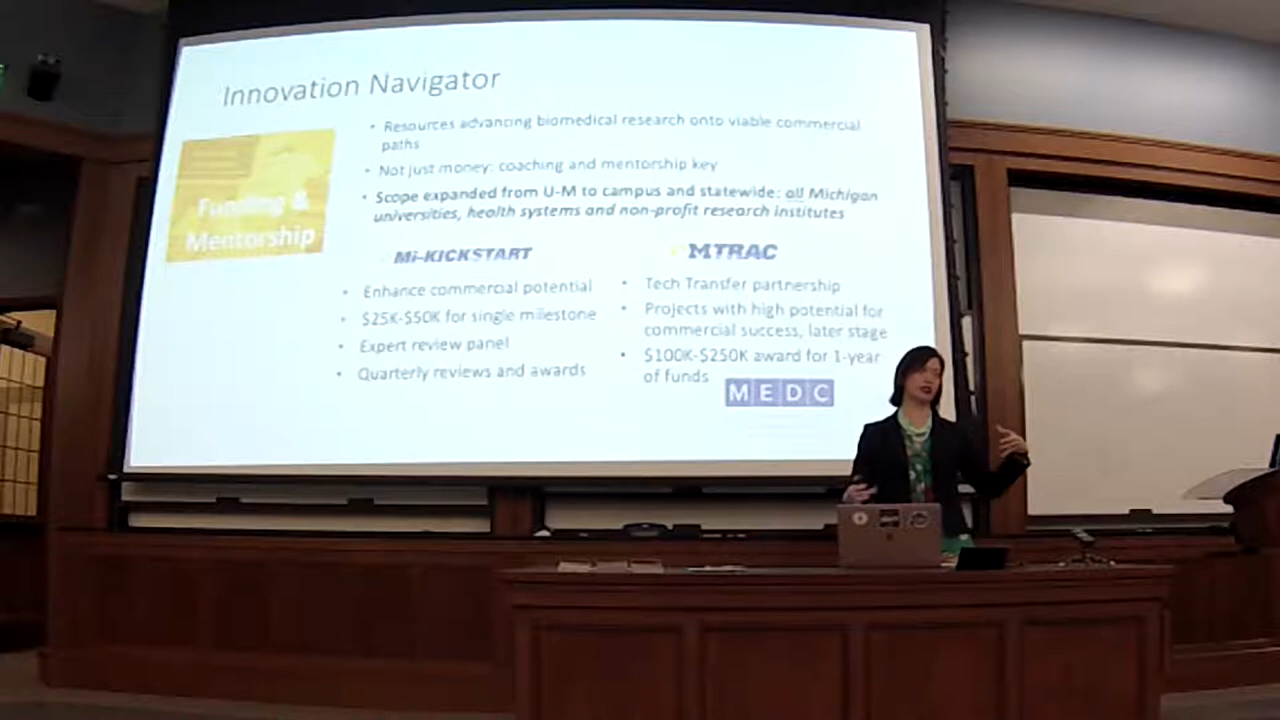 Innovation Navigator
Funding &
Mentorship
• Resources advancing biomedical research onto viable commercial
paths
• Not just money: coaching and mentorship key
• Scope expanded from U-M to campus and statewide: all Michigan
universities, health systems and non-profit research institutes
Mi-KICKSTART
• Enhance commercial potential
• $25K-$50K for single milestone
• Expert review panel
• Quarterly reviews and awards
MTRAC
• Tech Transfer partnership
• Projects with high potential for
commercial success, later stage
• $100K-$250K award for 1-year
of funds
MEDC